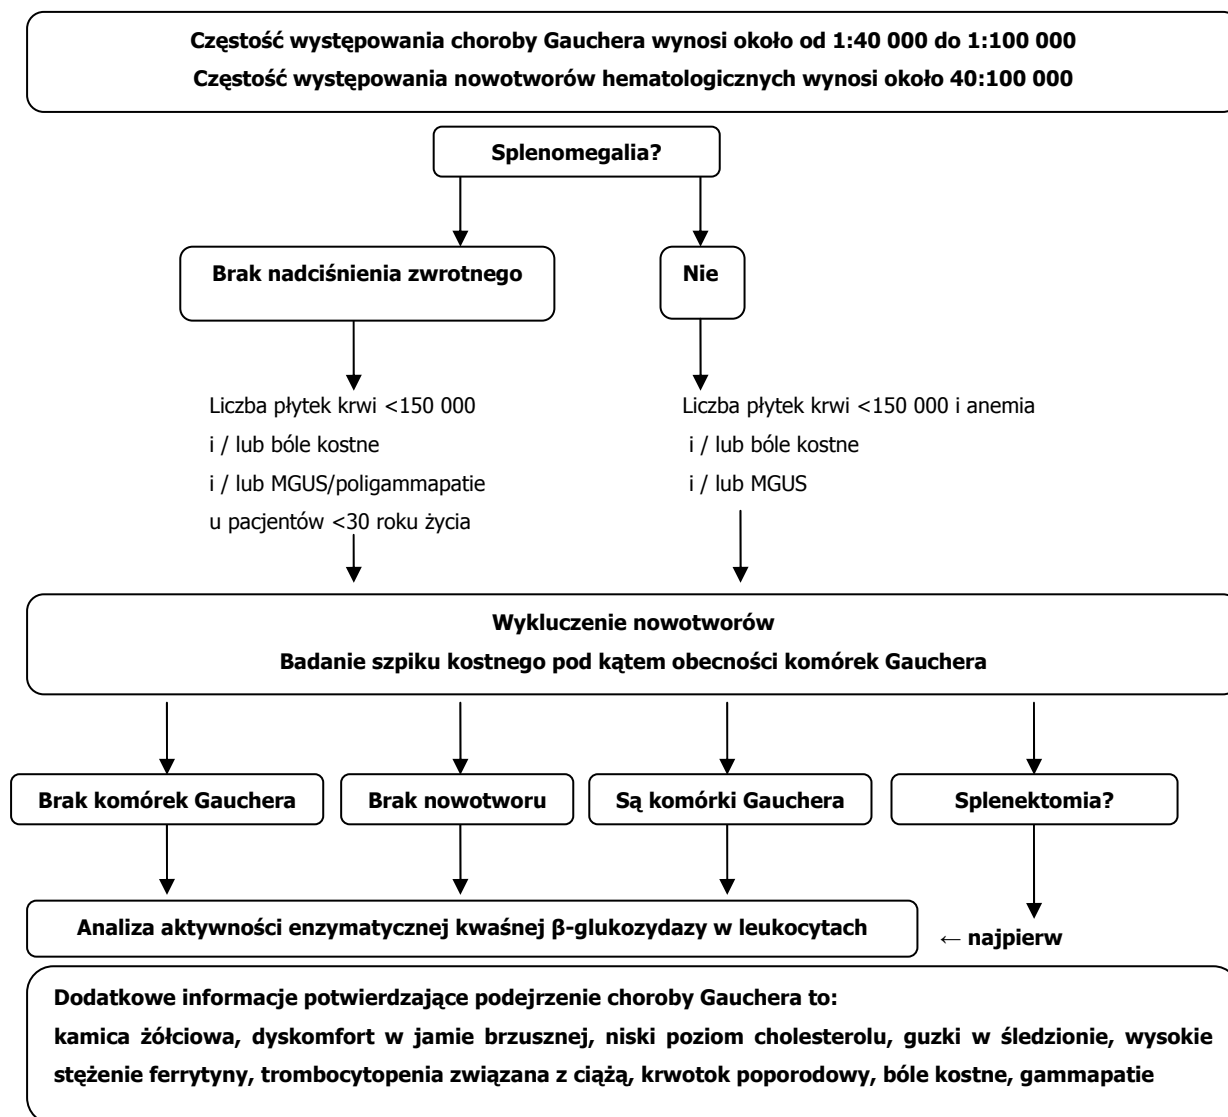 Częstość występowania choroby Gauchera wynosi około od 1:40 000 do 1:100 000
Częstość występowania nowotworów hematologicznych wynosi około 40:100 000
Splenomegalia?
Brak nadciśnienia zwrotnego
Nie
Liczba płytek krwi <150 000
i / lub bóle kostne
i / lub MGUS/poligammapatie
u pacjentów <30 roku życia
Liczba płytek krwi <150 000 i anemia
i / lub bóle kostne
i / lub MGUS
Wykluczenie nowotworów
Badanie szpiku kostnego pod kątem obecności komórek Gauchera
Brak komórek Gauchera
Brak nowotworu
Są komórki Gauchera
Splenektomia?
Analiza aktywności enzymatycznej kwaśnej β-glukozydazy w leukocytach
← najpierw
Dodatkowe informacje potwierdzające podejrzenie choroby Gauchera to:
kamica żółciowa, dyskomfort w jamie brzusznej, niski poziom cholesterolu, guzki w śledzionie, wysokie
stężenie ferrytyny, trombocytopenia związana z ciążą, krwotok poporodowy, bóle kostne, gammapatie